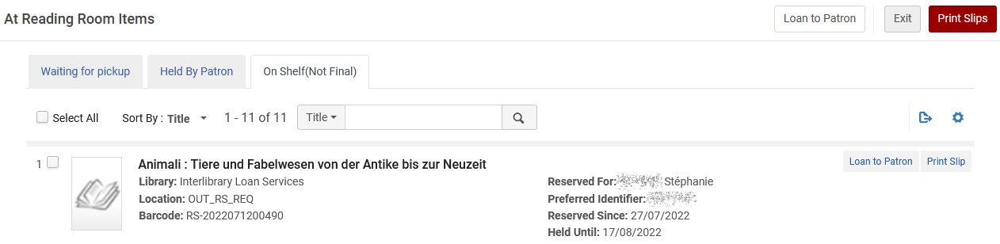 At Reading Room Items
Loan to Patron
Exit
Print Slips
Waiting for pickup
Held By Patron
On Shelf(Not Final)
Select All
Sort By : Title
1 - 11 of 11
Title
1
Animali : Tiere und Fabelwesen von der Antike bis zur Neuzeit
Loan to Patron
Print Slip
Library: Interlibrary Loan Services
Reserved For: Stéphanie
Location: OUT_RS_REQ
Preferred Identifier:
Barcode: RS-2022071200490
Reserved Since: 27/07/2022
Held Until: 17/08/2022